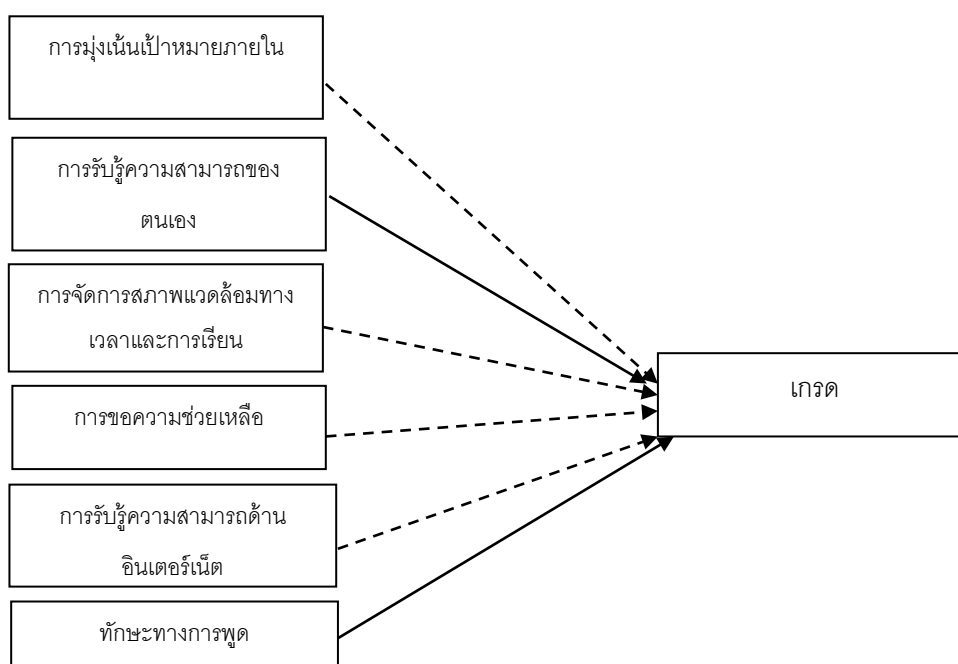 การมุ่งเน้นเป้าหมายภายใน
การรับรู้ความสามารถของ
ตนเอง
การจัดการสภาพแวดล้อมทาง
เวลาและการเรียน
การขอความช่วยเหลือ
การรับรู้ความสามารถด้าน
อินเตอร์เน็ต
ทักษะทางการพูด
เกรด